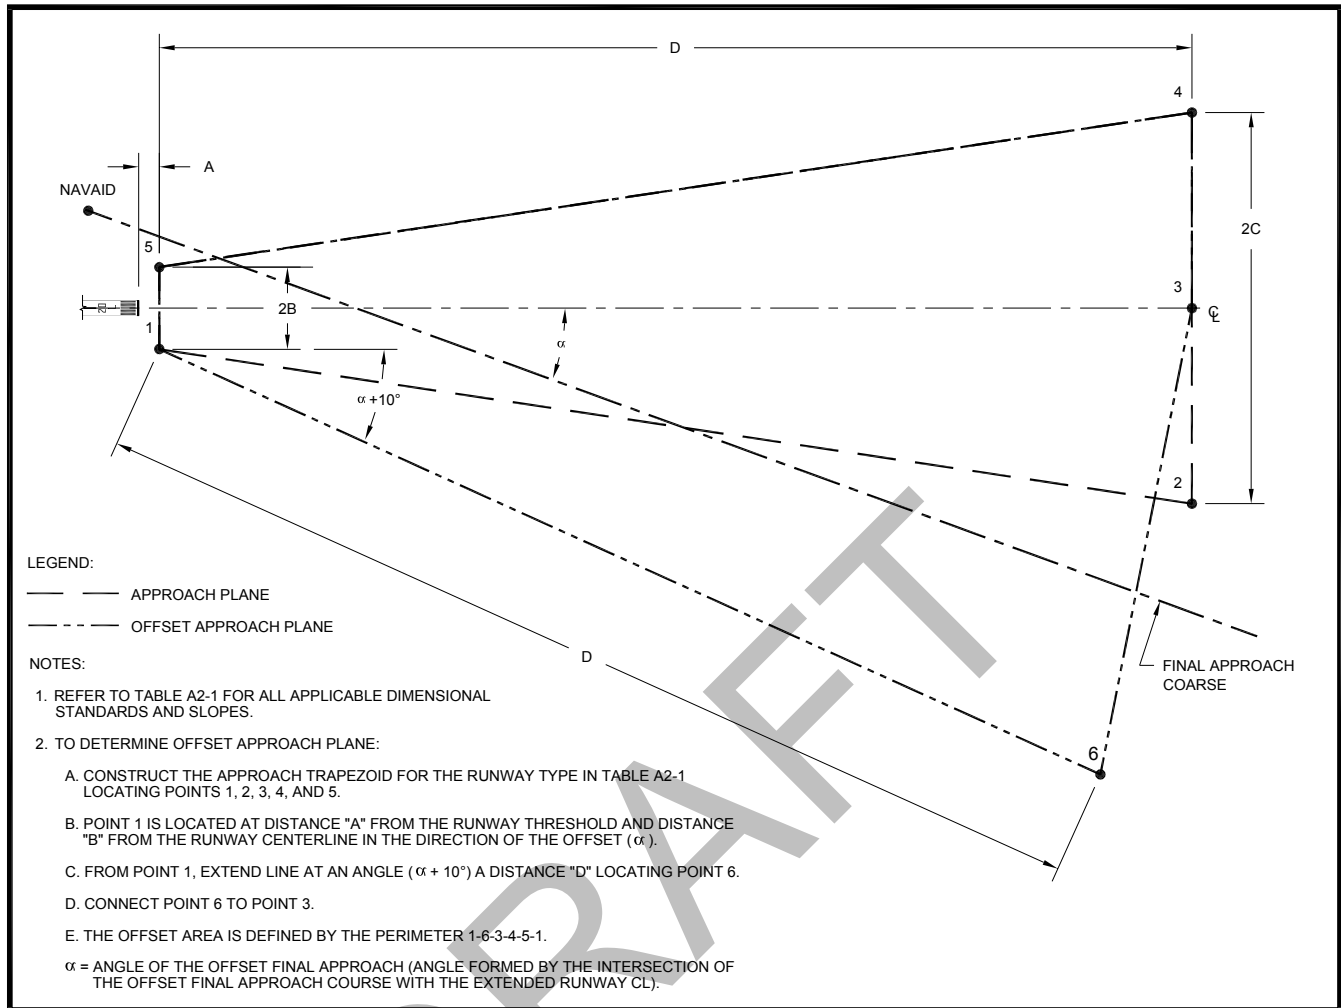 D
4
A
NAVAID
5
2C
3
2B
20
L
1
℄
α
α +10°
2
LEGEND:
APPROACH PLANE
OFFSET APPROACH PLANE
D
FINAL APPROACH
COARSE
NOTES:
1. REFER TO TABLE A2-1 FOR ALL APPLICABLE DIMENSIONAL
STANDARDS AND SLOPES.
2. TO DETERMINE OFFSET APPROACH PLANE:
6
A. CONSTRUCT THE APPROACH TRAPEZOID FOR THE RUNWAY TYPE IN TABLE A2-1
LOCATING POINTS 1, 2, 3, 4, AND 5.
B. POINT 1 IS LOCATED AT DISTANCE "A" FROM THE RUNWAY THRESHOLD AND DISTANCE
"B" FROM THE RUNWAY CENTERLINE IN THE DIRECTION OF THE OFFSET (α ).
C. FROM POINT 1, EXTEND LINE AT AN ANGLE (α + 10°) A DISTANCE "D" LOCATING POINT 6.
D. CONNECT POINT 6 TO POINT 3.
E. THE OFFSET AREA IS DEFINED BY THE PERIMETER 1-6-3-4-5-1.
α = ANGLE OF THE OFFSET FINAL APPROACH (ANGLE FORMED BY THE INTERSECTION OF
THE OFFSET FINAL APPROACH COURSE WITH THE EXTENDED RUNWAY CL).
DRAFT